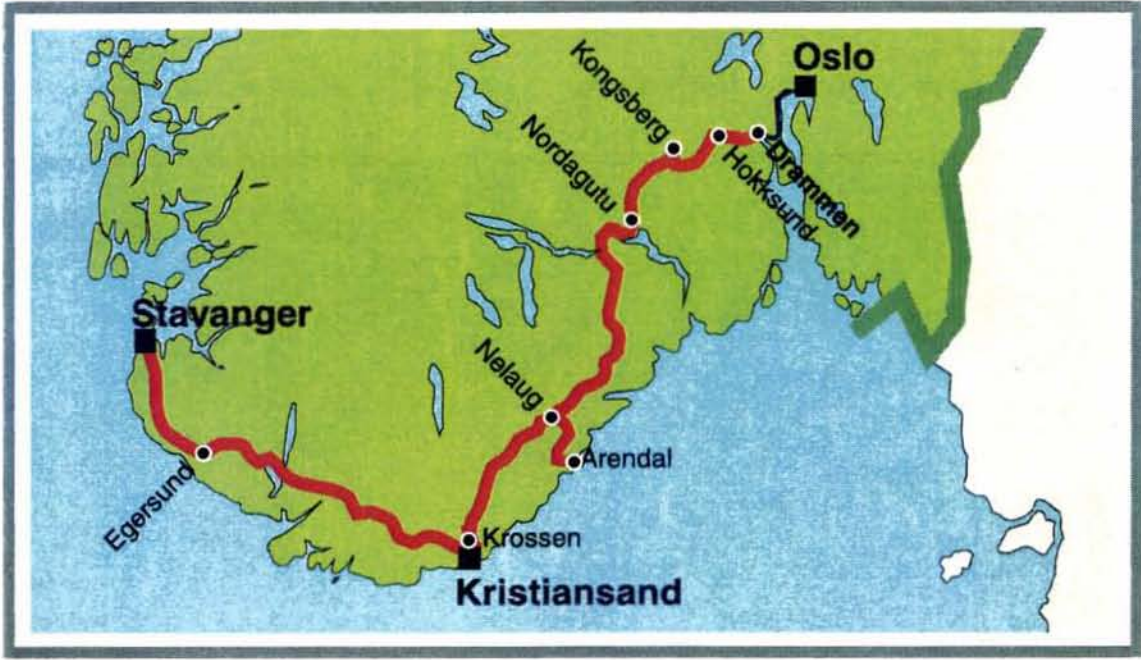 Oslo
Kongsberg
Nordagutu
Drammen
Hokksund
Stavanger
Nelaug
Arendal
Egersund
Krossen
Kristiansand